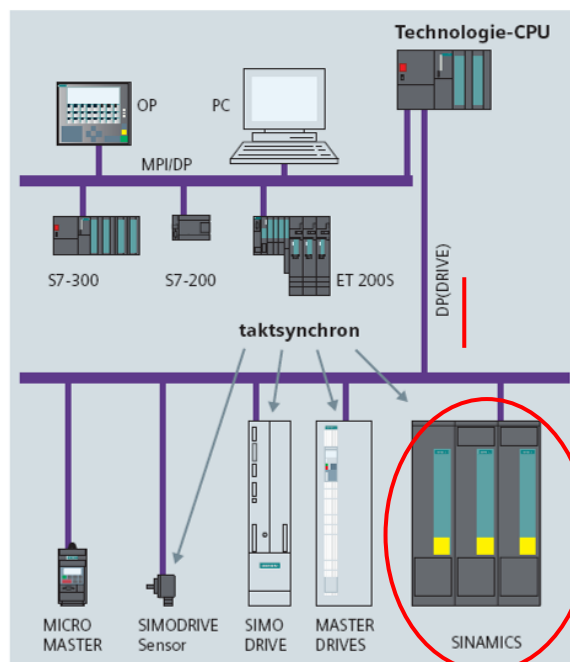 Technologie-CPU
OP
PC
MPI/DP
S7-300
S7-200
ET 200S
DP(DRIVE)
taktsynchron
MICRO
MASTER
SIMODRIVE
Sensor
SIMO
DRIVE
MASTER
DRIVES
SINAMICS